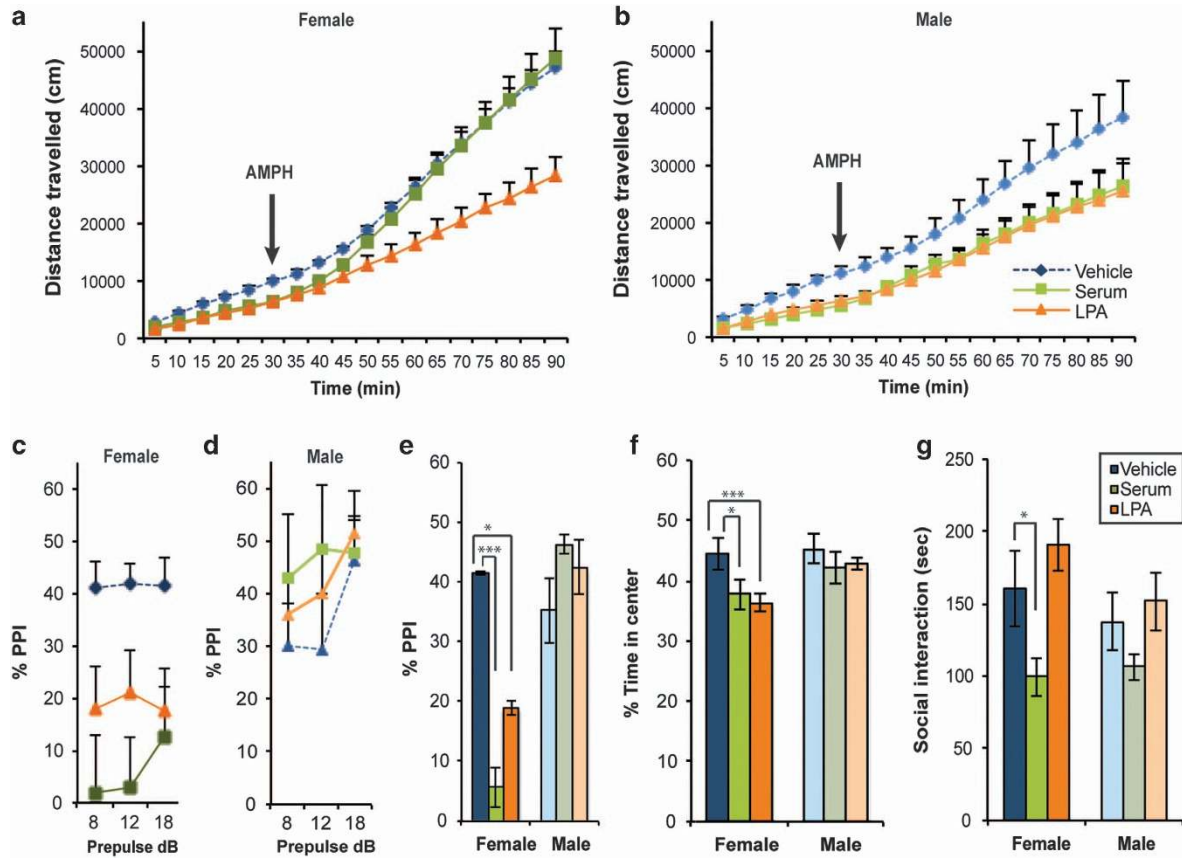 a
Female
Distance travelled (cm)
50000
40000
30000
20000
10000
0
AMPH
5 10 15 20 25 30 35 40 45 50 55 60 65 70 75 80 85 90
Time (min)
b
Male
Distance travelled (cm)
50000
40000
30000
20000
10000
0
AMPH
Vehicle
Serum
LPA
5 10 15 20 25 30 35 40 45 50 55 60 65 70 75 80 85 90
Time (min)
c
Female
% PPI
60
50
40
30
20
10
0
8 12 18
Prepulse dB
d
Male
% PPI
60
50
40
30
20
10
0
8 12 18
Prepulse dB
e
% PPI
60
50
40
30
20
10
0
*
***
Female Male
f
% Time in center
60
50
40
30
20
10
0
***
*
Female Male
g
Social interaction (sec)
250
200
150
100
50
0
*
Vehicle
Serum
LPA
Female Male